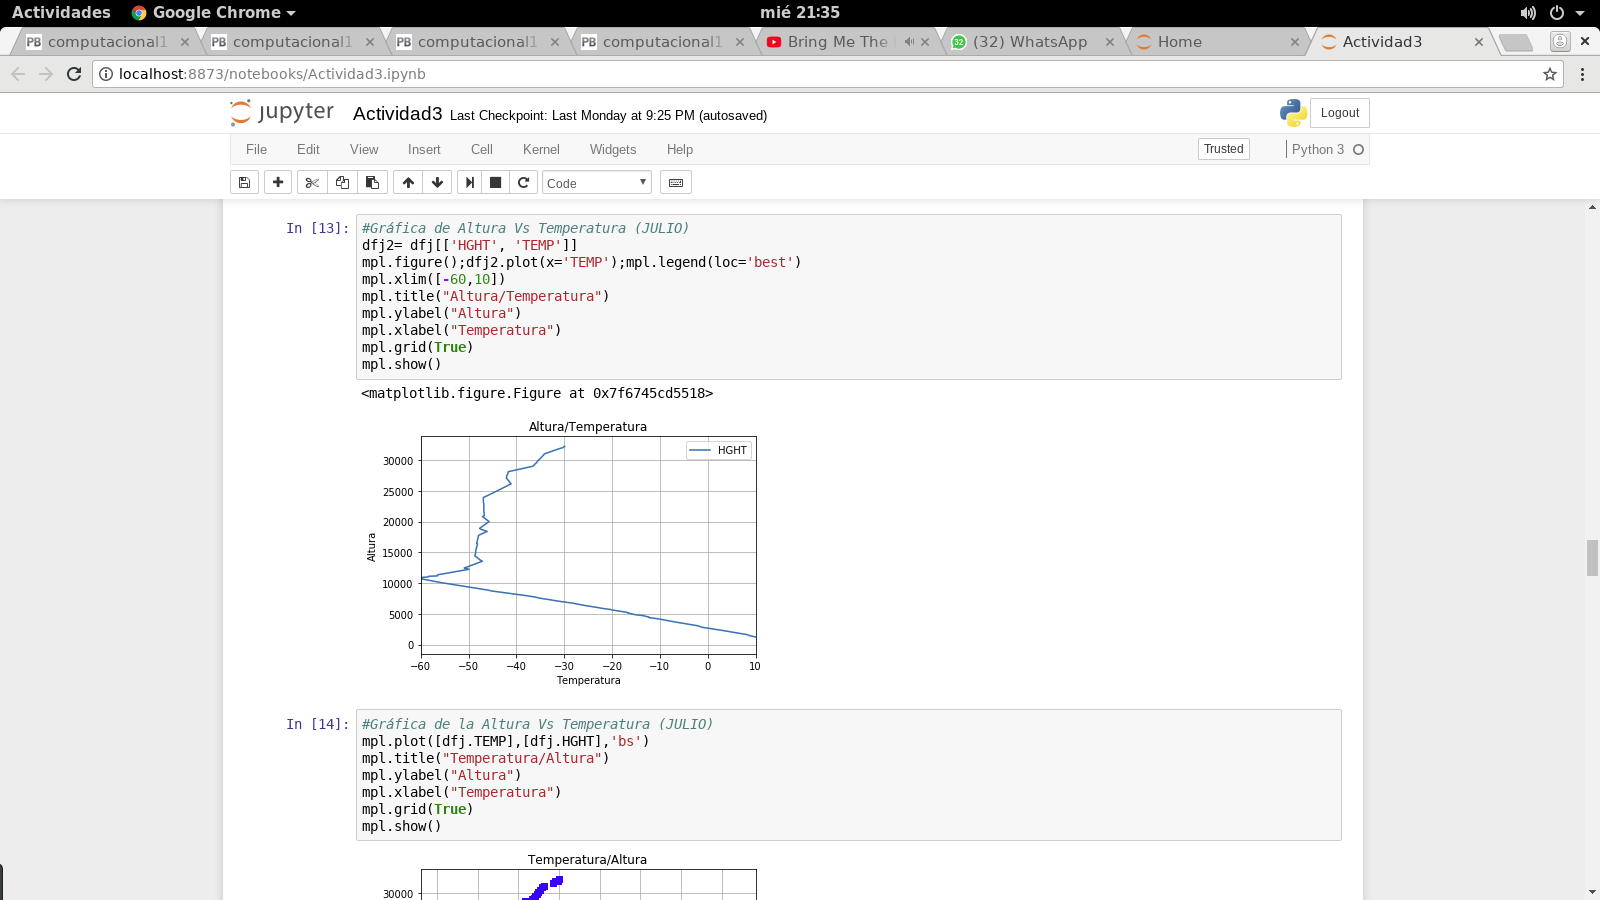 Actividades
Google Chrome
mié 21:35
PB computacional1
PB computacional1
PB computacional1
PB computacional1
Bring Me The
32 (32) WhatsApp
Home
Actividad3
localhost:8873/notebooks/Actividad3.ipynb
jupyter
Actividad3 Last Checkpoint: Last Monday at 9:25 PM (autosaved)
Logout
File Edit View Insert Cell Kernel Widgets Help
Trusted
Python 3
Code
In [13]:
#Gráfica de Altura Vs Temperatura (JULIO)
dfj2= dfj[['HGHT', 'TEMP']]
mpl.figure();dfj2.plot(x='TEMP');mpl.legend(loc='best')
mpl.xlim([-60,10])
mpl.title("Altura/Temperatura")
mpl.ylabel("Altura")
mpl.xlabel("Temperatura")
mpl.grid(True)
mpl.show()
<matplotlib.figure.Figure at 0x7f6745cd5518>
Altura/Temperatura
HGHT
30000
25000
20000
15000
10000
5000
0
Altura
−60 −50 −40 −30 −20 −10 0 10
Temperatura
In [14]:
#Gráfica de la Altura Vs Temperatura (JULIO)
mpl.plot([dfj.TEMP],[dfj.HGHT],'bs')
mpl.title("Temperatura/Altura")
mpl.ylabel("Altura")
mpl.xlabel("Temperatura")
mpl.grid(True)
mpl.show()
Temperatura/Altura
30000